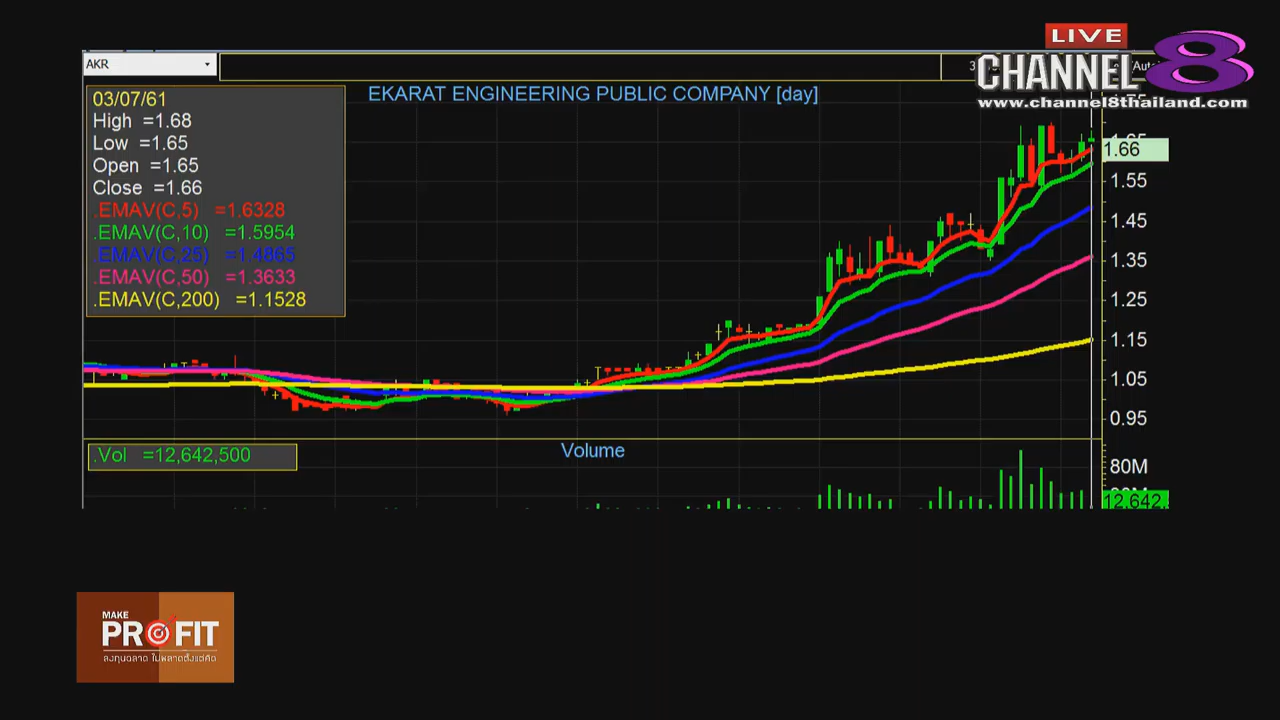 LIVE
CHANNEL 8
www.channel8thailand.com
AKR
03/07/61
High =1.68
Low =1.65
Open =1.65
Close =1.66
.EMAV(C,5) =1.6328
.EMAV(C,10) =1.5954
.EMAV(C,25) =1.4865
.EMAV(C,50) =1.3633
.EMAV(C,200) =1.1528
EKARAT ENGINEERING PUBLIC COMPANY [day]
1.66
1.55
1.45
1.35
1.25
1.15
1.05
0.95
.Vol =12,642,500
Volume
80M
12,642
MAKE
PROFIT
ลงทุนฉลาด ไม่พลาดตั้งแต่คิด